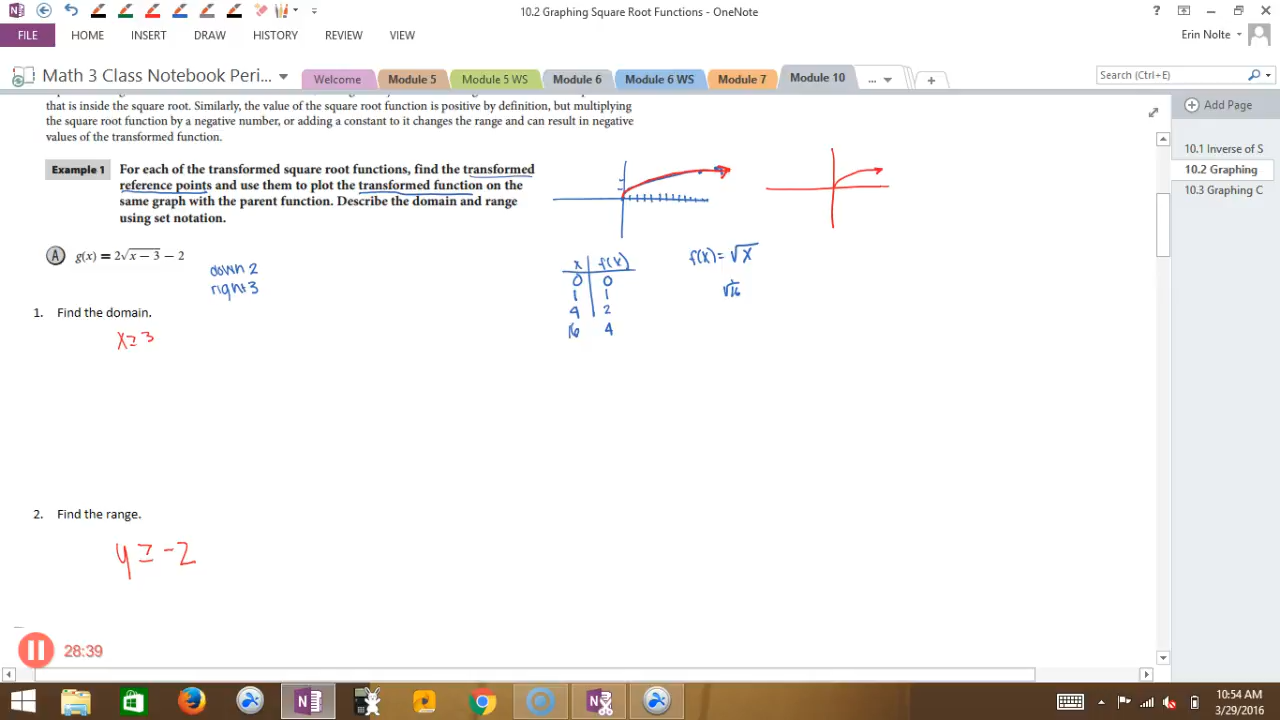 10.2 Graphing Square Root Functions - OneNote
FILE HOME INSERT DRAW HISTORY REVIEW VIEW
Erin Nolte
Math 3 Class Notebook Peri...
Welcome Module 5 Module 5 WS Module 6 Module 6 WS Module 7 Module 10 ...
Search (Ctrl+E)
Add Page
10.1 Inverse of S
10.2 Graphing
10.3 Graphing C
that is inside the square root. Similarly, the value of the square root function is positive by definition, but multiplying
the square root function by a negative number, or adding a constant to it changes the range and can result in negative
values of the transformed function.
Example 1 For each of the transformed square root functions, find the transformed
reference points and use them to plot the transformed function on the
same graph with the parent function. Describe the domain and range
using set notation.
A g(x) = 2√x − 3 − 2
down 2
right 3
x f(x)
0 0
1 1
4 2
16 4
f(x) = √x
√16
1. Find the domain.
x ≥ 3
2. Find the range.
y ≥ -2
28:39
10:54 AM
3/29/2016